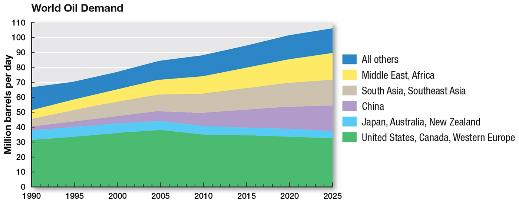 World Oil Demand
Million barrels per day
110
100
90
80
70
60
50
40
30
20
10
0
1990 1995 2000 2005 2010 2015 2020 2025
All others
Middle East, Africa
South Asia, Southeast Asia
China
Japan, Australia, New Zealand
United States, Canada, Western Europe